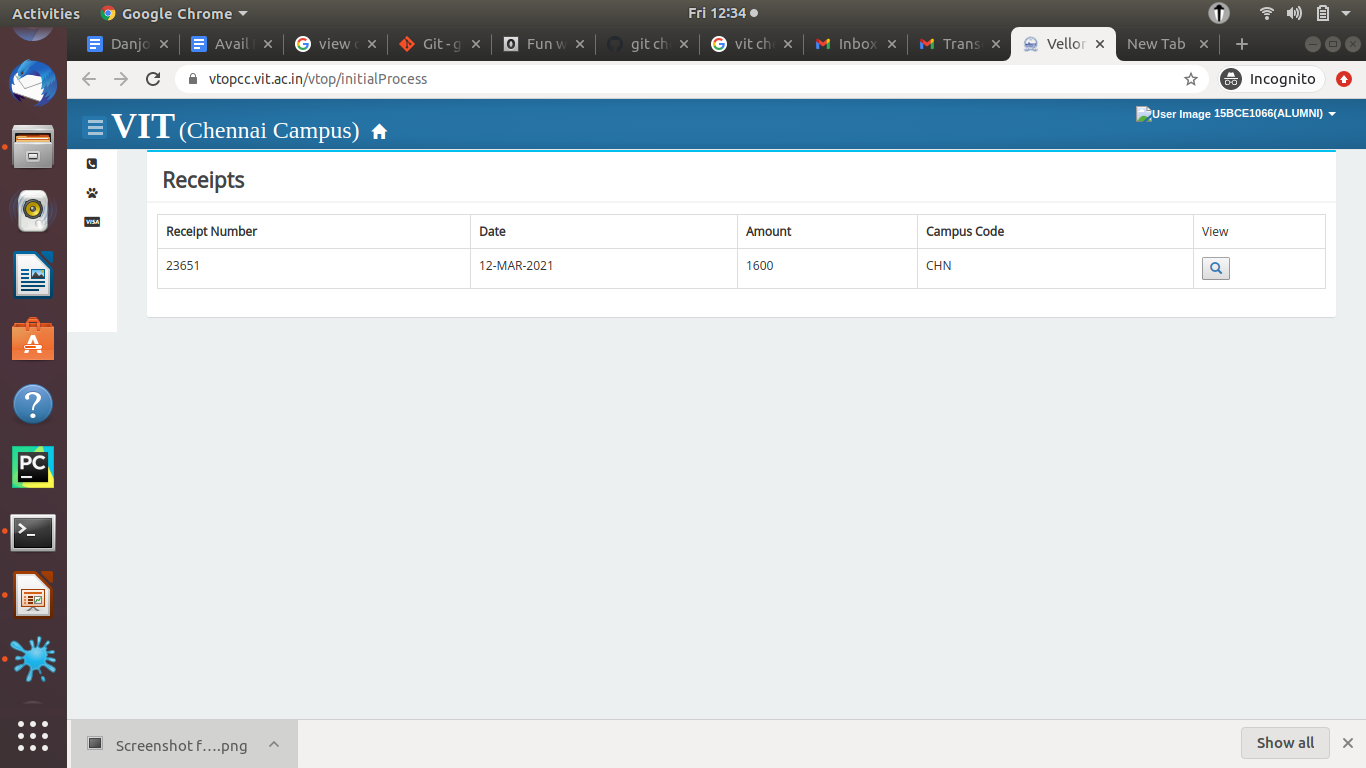 Activities Google Chrome Fri 12:34
Danjo Avail view Git - g Fun w git ch vit che Inbox Trans Vellor New Tab
vtopcc.vit.ac.in/vtop/initialProcess Incognito
VIT (Chennai Campus) User Image 15BCE1066(ALUMNI)
VISA
Receipts
Receipt Number Date Amount Campus Code View
23651 12-MAR-2021 1600 CHN
PC
Screenshot f....png Show all